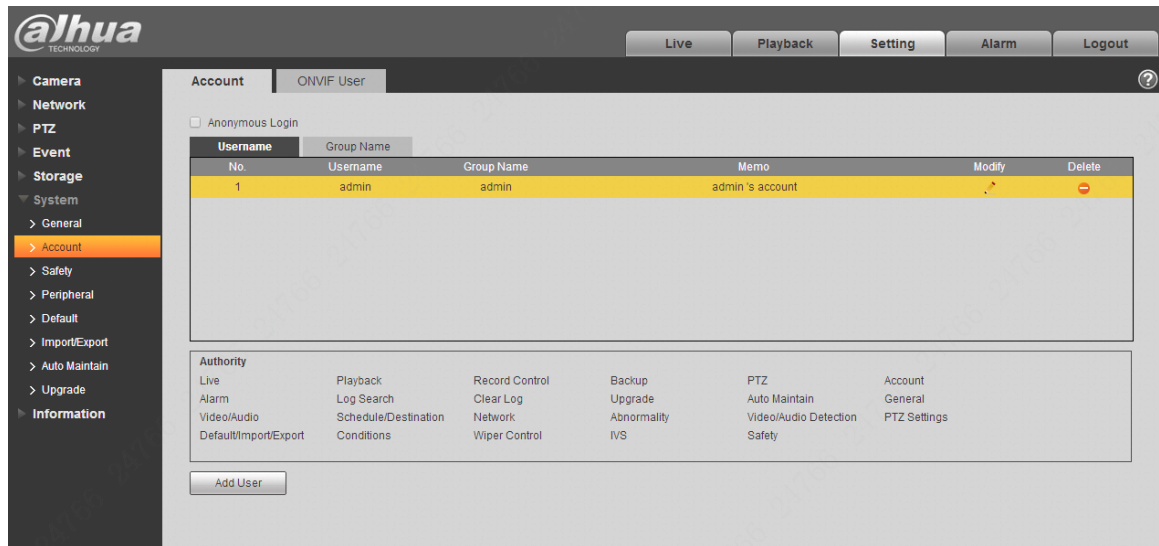 alhua
TECHNOLOGY
Live Playback Setting Alarm Logout
Camera
Network
PTZ
Event
Storage
System
General
Account
Safety
Peripheral
Default
Import/Export
Auto Maintain
Upgrade
Information
Account ONVIF User
?
Anonymous Login
Username Group Name
No. Username Group Name Memo Modify Delete
1 admin admin admin 's account
Authority
Live Playback Record Control Backup PTZ Account
Alarm Log Search Clear Log Upgrade Auto Maintain General
Video/Audio Schedule/Destination Network Abnormality Video/Audio Detection PTZ Settings
Default/Import/Export Conditions Wiper Control IVS Safety
Add User